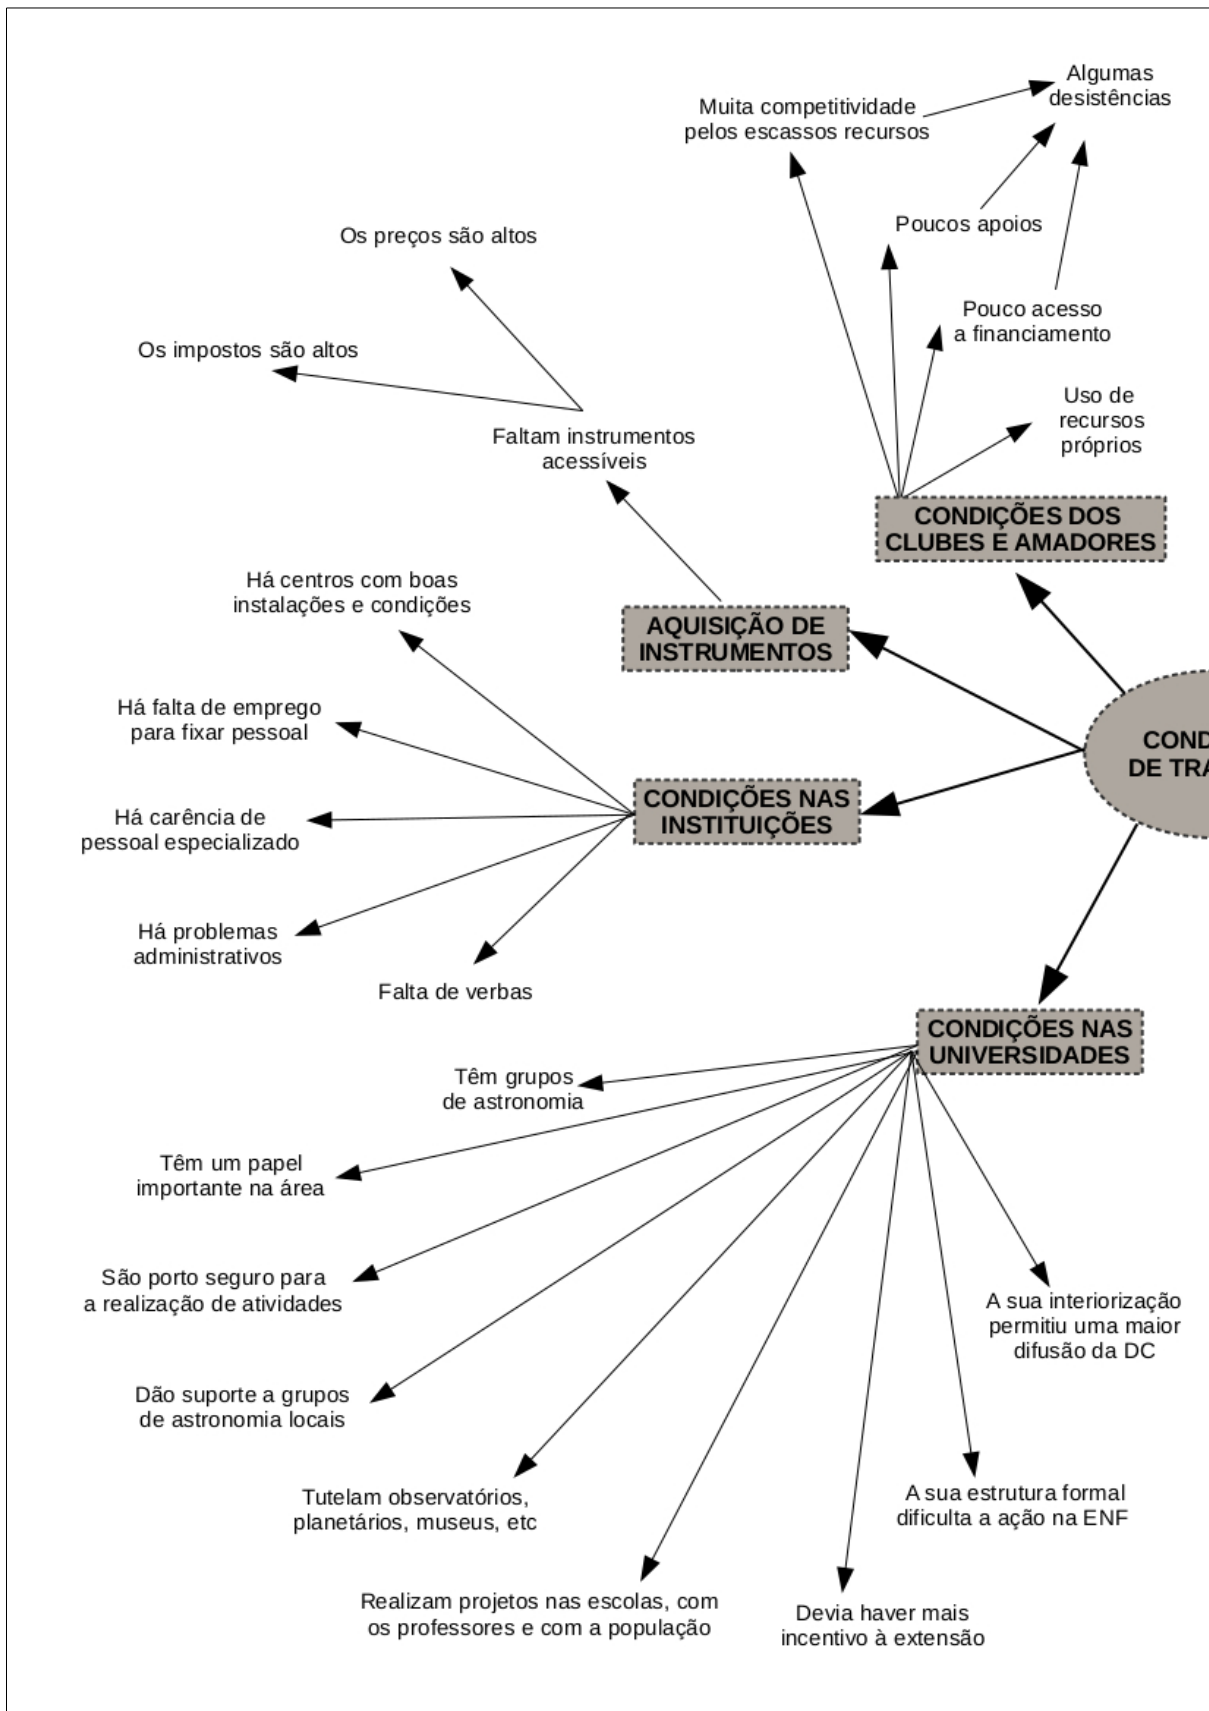 Algumas
desistências
Muita competitividade
pelos escassos recursos
Poucos apoios
Os preços são altos
Pouco acesso
a financiamento
Os impostos são altos
Uso de
recursos
próprios
Faltam instrumentos
acessíveis
CONDIÇÕES DOS
CLUBES E AMADORES
Há centros com boas
instalações e condições
AQUISIÇÃO DE
INSTRUMENTOS
Há falta de emprego
para fixar pessoal
COND
DE TRA
CONDIÇÕES NAS
INSTITUIÇÕES
Há carência de
pessoal especializado
Há problemas
administrativos
Falta de verbas
CONDIÇÕES NAS
UNIVERSIDADES
Têm grupos
de astronomia
Têm um papel
importante na área
São porto seguro para
a realização de atividades
A sua interiorização
permitiu uma maior
difusão da DC
Dão suporte a grupos
de astronomia locais
Tutelam observatórios,
planetários, museus, etc
A sua estrutura formal
dificulta a ação na ENF
Realizam projetos nas escolas, com
os professores e com a população
Devia haver mais
incentivo à extensão